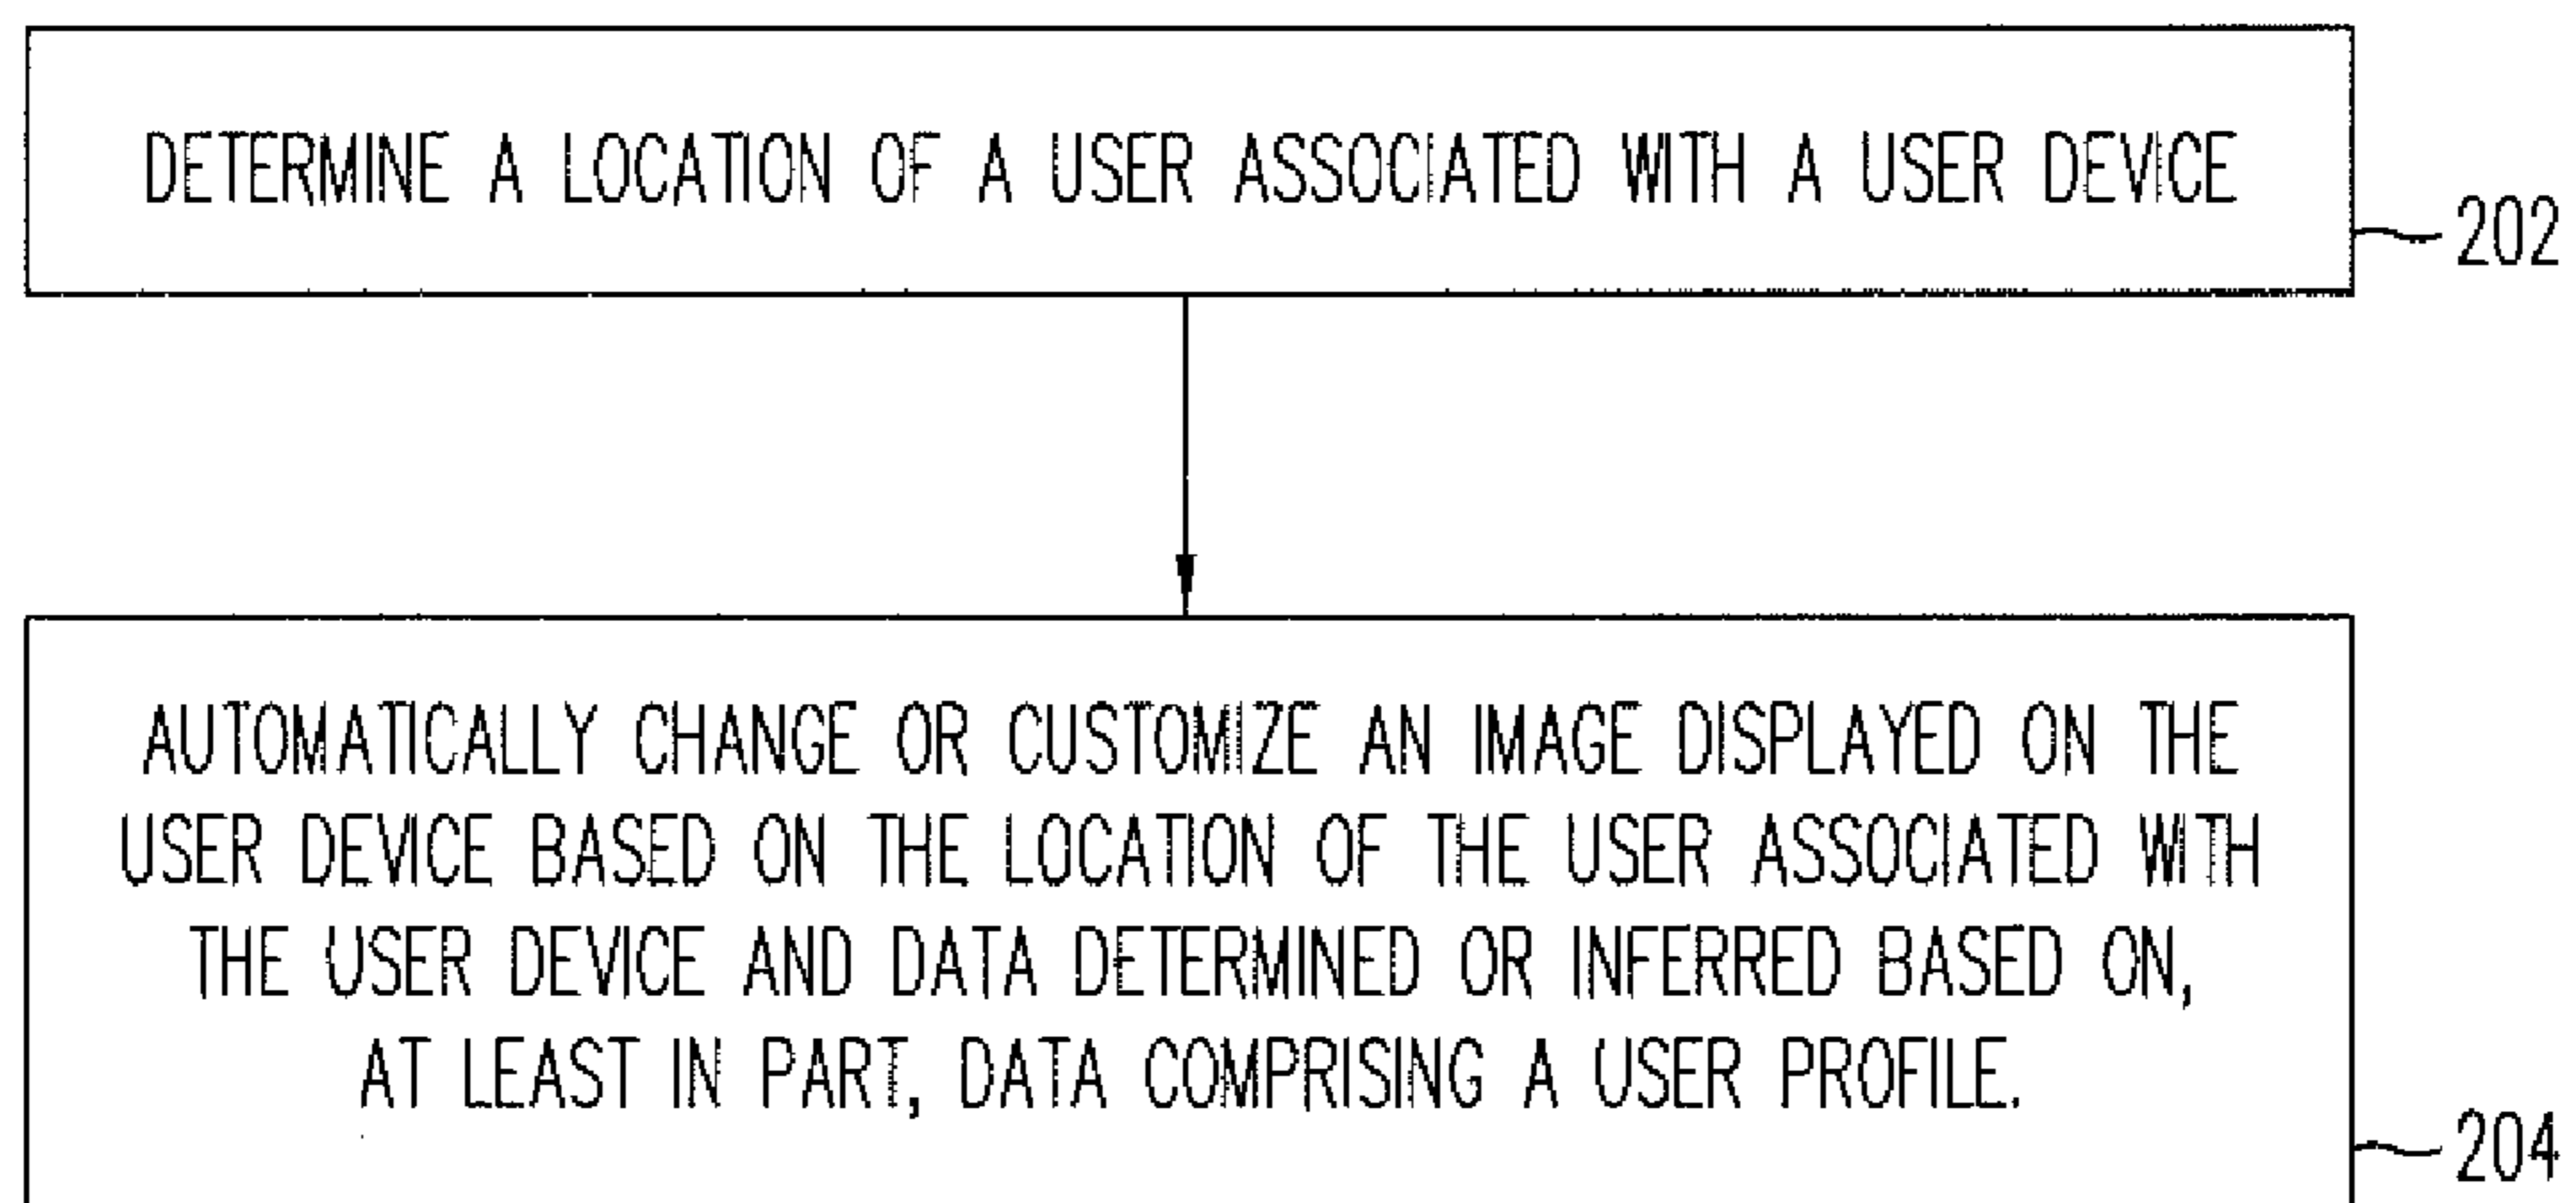 DETERMINE A LOCATION OF A USER ASSOCIATED WITH A USER DEVICE
202
AUTOMATICALLY CHANGE OR CUSTOMIZE AN IMAGE DISPLAYED ON THE
USER DEVICE BASED ON THE LOCATION OF THE USER ASSOCIATED WITH
THE USER DEVICE AND DATA DETERMINED OR INFERRED BASED ON,
AT LEAST IN PART, DATA COMPRISING A USER PROFILE.
204